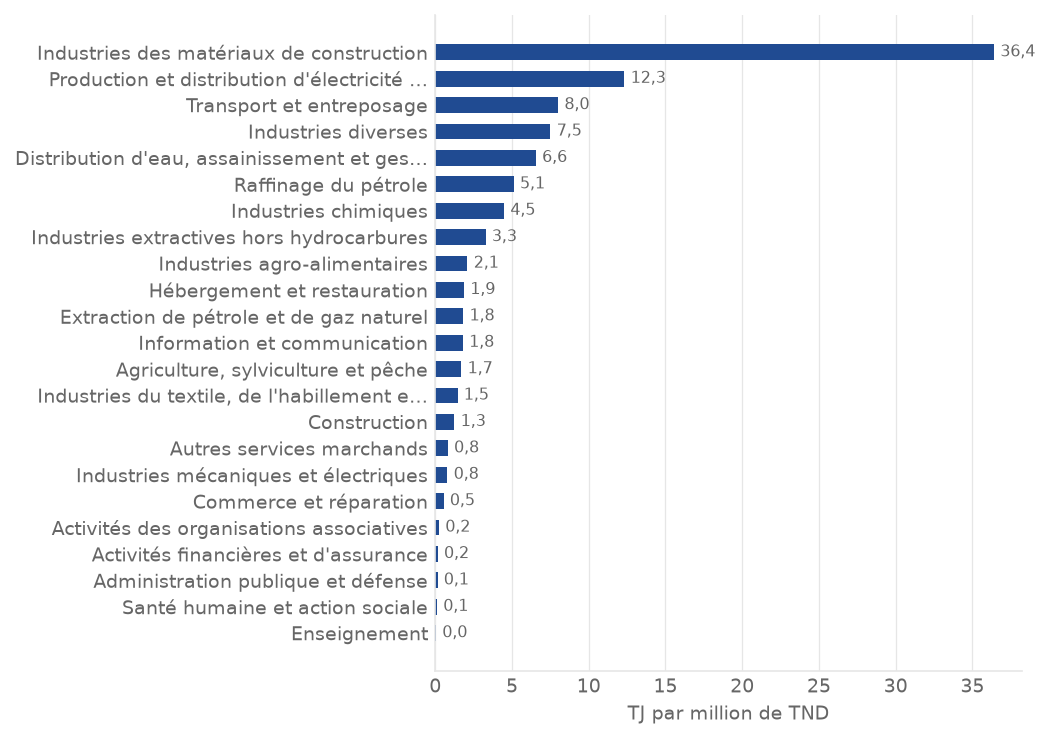 Industries des matériaux de construction 36,4
Production et distribution d'électricité … 12,3
Transport et entreposage 8,0
Industries diverses 7,5
Distribution d'eau, assainissement et ges… 6,6
Raffinage du pétrole 5,1
Industries chimiques 4,5
Industries extractives hors hydrocarbures 3,3
Industries agro-alimentaires 2,1
Hébergement et restauration 1,9
Extraction de pétrole et de gaz naturel 1,8
Information et communication 1,8
Agriculture, sylviculture et pêche 1,7
Industries du textile, de l'habillement e… 1,5
Construction 1,3
Autres services marchands 0,8
Industries mécaniques et électriques 0,8
Commerce et réparation 0,5
Activités des organisations associatives 0,2
Activités financières et d'assurance 0,2
Administration publique et défense 0,1
Santé humaine et action sociale 0,1
Enseignement 0,0
0 5 10 15 20 25 30 35
TJ par million de TND